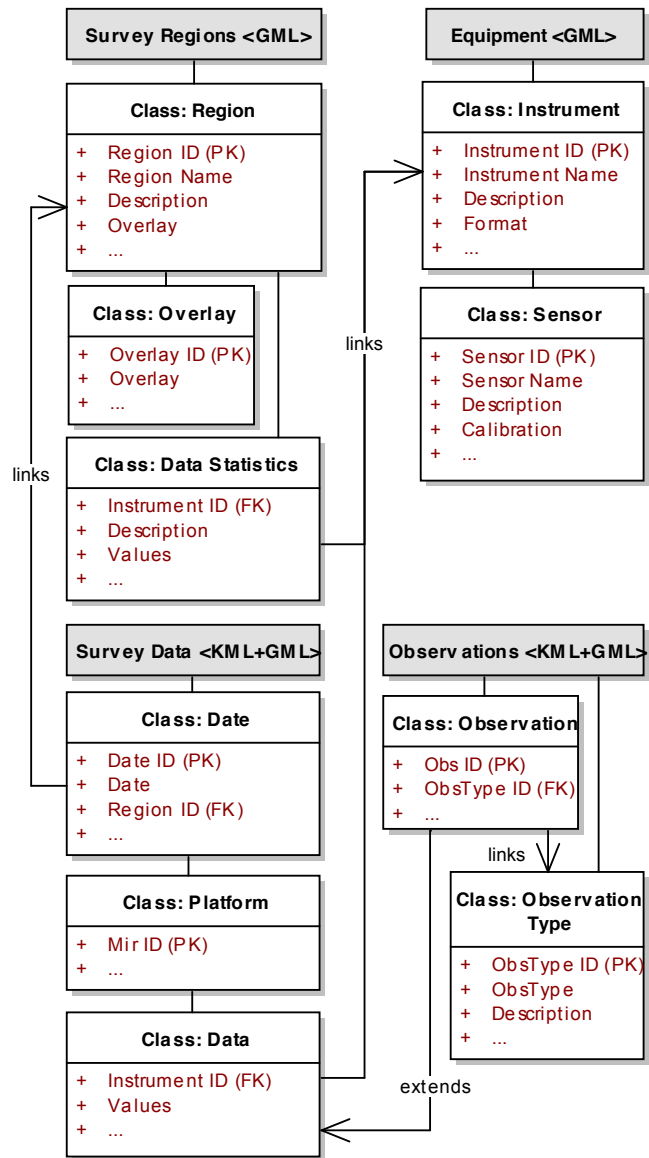 Survey Regions <GML>
Class: Region
+ Region ID (PK)
+ Region Name
+ Description
+ Overlay
+ ...
Class: Overlay
+ Overlay ID (PK)
+ Overlay
+ ...
Class: Data Statistics
+ Instrument ID (FK)
+ Description
+ Values
+ ...
links
Equipment <GML>
Class: Instrument
+ Instrument ID (PK)
+ Instrument Name
+ Description
+ Format
+ ...
Class: Sensor
+ Sensor ID (PK)
+ Sensor Name
+ Description
+ Calibration
+ ...
links
Survey Data <KML+GML>
Class: Date
+ Date ID (PK)
+ Date
+ Region ID (FK)
+ ...
Class: Platform
+ Mir ID (PK)
+ ...
Class: Data
+ Instrument ID (FK)
+ Values
+ ...
Observations <KML+GML>
Class: Observation
+ Obs ID (PK)
+ ObsType ID (FK)
+ ...
links
Class: Observation
Type
+ ObsType ID (PK)
+ ObsType
+ Description
+ ...
extends